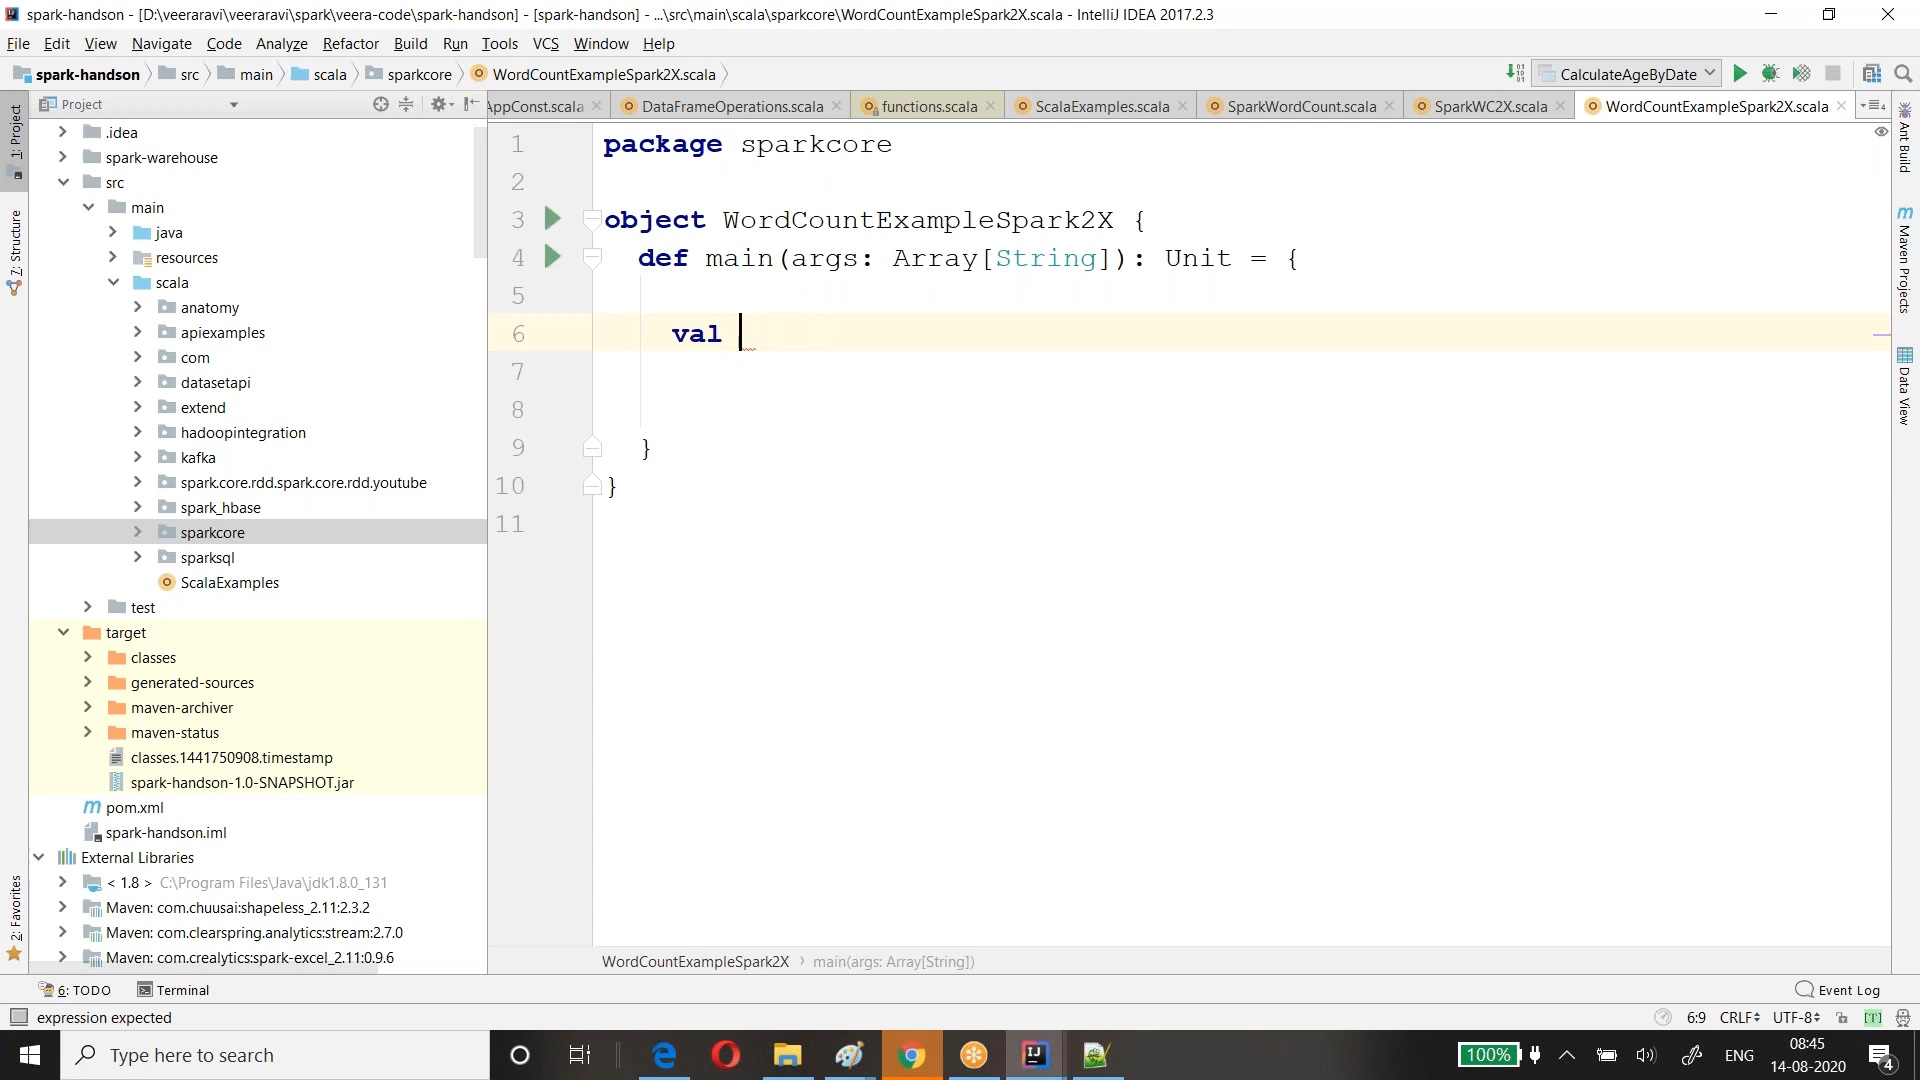 spark-handson - [D:\veeraravi\veeraravi\spark\veera-code\spark-handson] - [spark-handson] - ...\src\main\scala\sparkcore\WordCountExampleSpark2X.scala - IntelliJ IDEA 2017.2.3
File Edit View Navigate Code Analyze Refactor Build Run Tools VCS Window Help
spark-handson src main scala sparkcore WordCountExampleSpark2X.scala CalculateAgeByDate
Project AppConst.scala DataFrameOperations.scala functions.scala ScalaExamples.scala SparkWordCount.scala SparkWC2X.scala WordCountExampleSpark2X.scala
1: Project
7: Structure
2: Favorites
.idea
spark-warehouse
src
main
java
resources
scala
anatomy
apiexamples
com
datasetapi
extend
hadoopintegration
kafka
spark.core.rdd.spark.core.rdd.youtube
spark_hbase
sparkcore
sparksql
ScalaExamples
test
target
classes
generated-sources
maven-archiver
maven-status
classes.1441750908.timestamp
spark-handson-1.0-SNAPSHOT.jar
pom.xml
spark-handson.iml
External Libraries
< 1.8 > C:\Program Files\Java\jdk1.8.0_131
Maven: com.chuusai:shapeless_2.11:2.3.2
Maven: com.clearspring.analytics:stream:2.7.0
Maven: com.crealytics:spark-excel_2.11:0.9.6
1 package sparkcore
2
3 object WordCountExampleSpark2X {
4 def main(args: Array[String]): Unit = {
5
6 val
7
8
9 }
10 }
11
Ant Build
Maven Projects
Data View
WordCountExampleSpark2X main(args: Array[String])
6: TODO Terminal Event Log
expression expected 6:9 CRLF UTF-8 [T]
Type here to search 100% ENG 08:45
14-08-2020
4